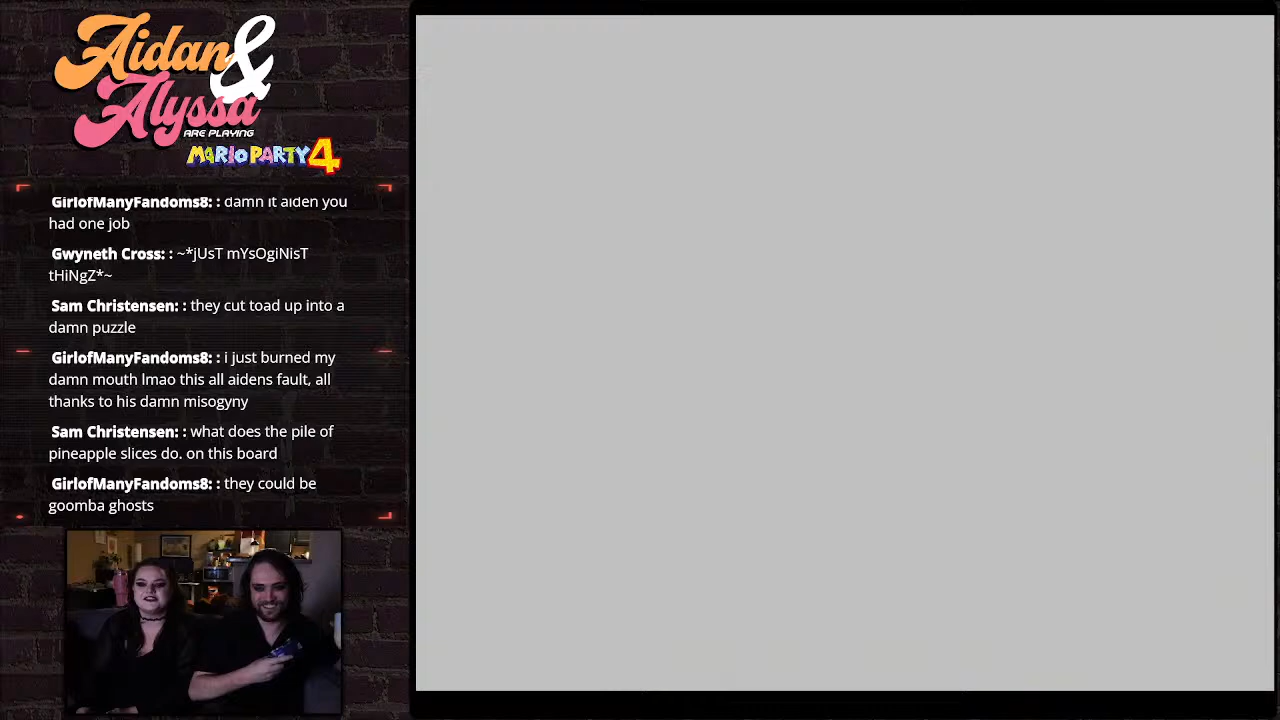 Aidan &
Alyssa
ARE PLAYING
MARIO PARTY 4
GirlofManyFandoms8: : damn it aiden you
had one job
Gwyneth Cross: : ~*jUsT mYsOgiNisT
tHiNgZ*~
Sam Christensen: : they cut toad up into a
damn puzzle
GirlofManyFandoms8: : i just burned my
damn mouth lmao this all aidens fault, all
thanks to his damn misogyny
Sam Christensen: : what does the pile of
pineapple slices do. on this board
GirlofManyFandoms8: : they could be
goomba ghosts